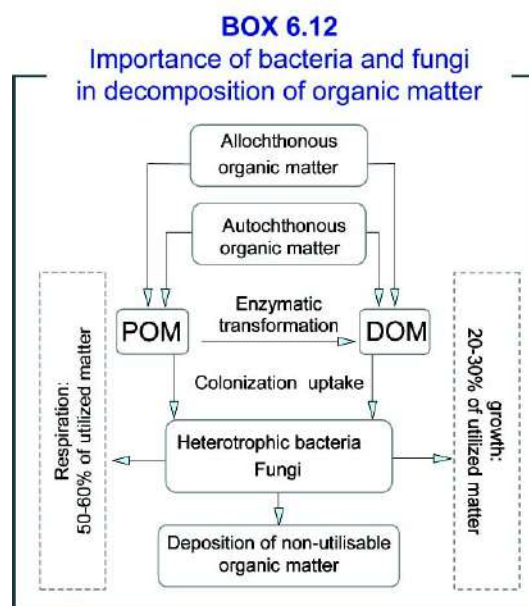 BOX 6.12
Importance of bacteria and fungi
in decomposition of organic matter
Allochthonous
organic matter
Autochthonous
organic matter
POM
Enzymatic
transformation
DOM
Colonization uptake
Respiration:
50-60% of utilized matter
growth:
20-30% of utilized matter
Heterotrophic bacteria
Fungi
Deposition of non-utilisable
organic matter